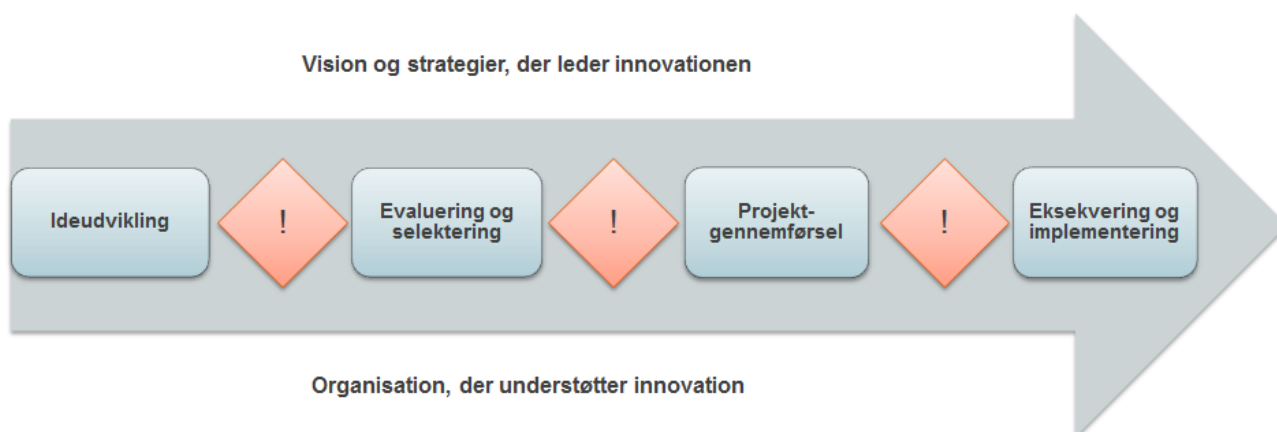 Vision og strategier, der leder innovationen
Ideudvikling
!
Evaluering og
selektering
!
Projekt-
gennemførsel
!
Eksekvering og
implementering
Organisation, der understøtter innovation